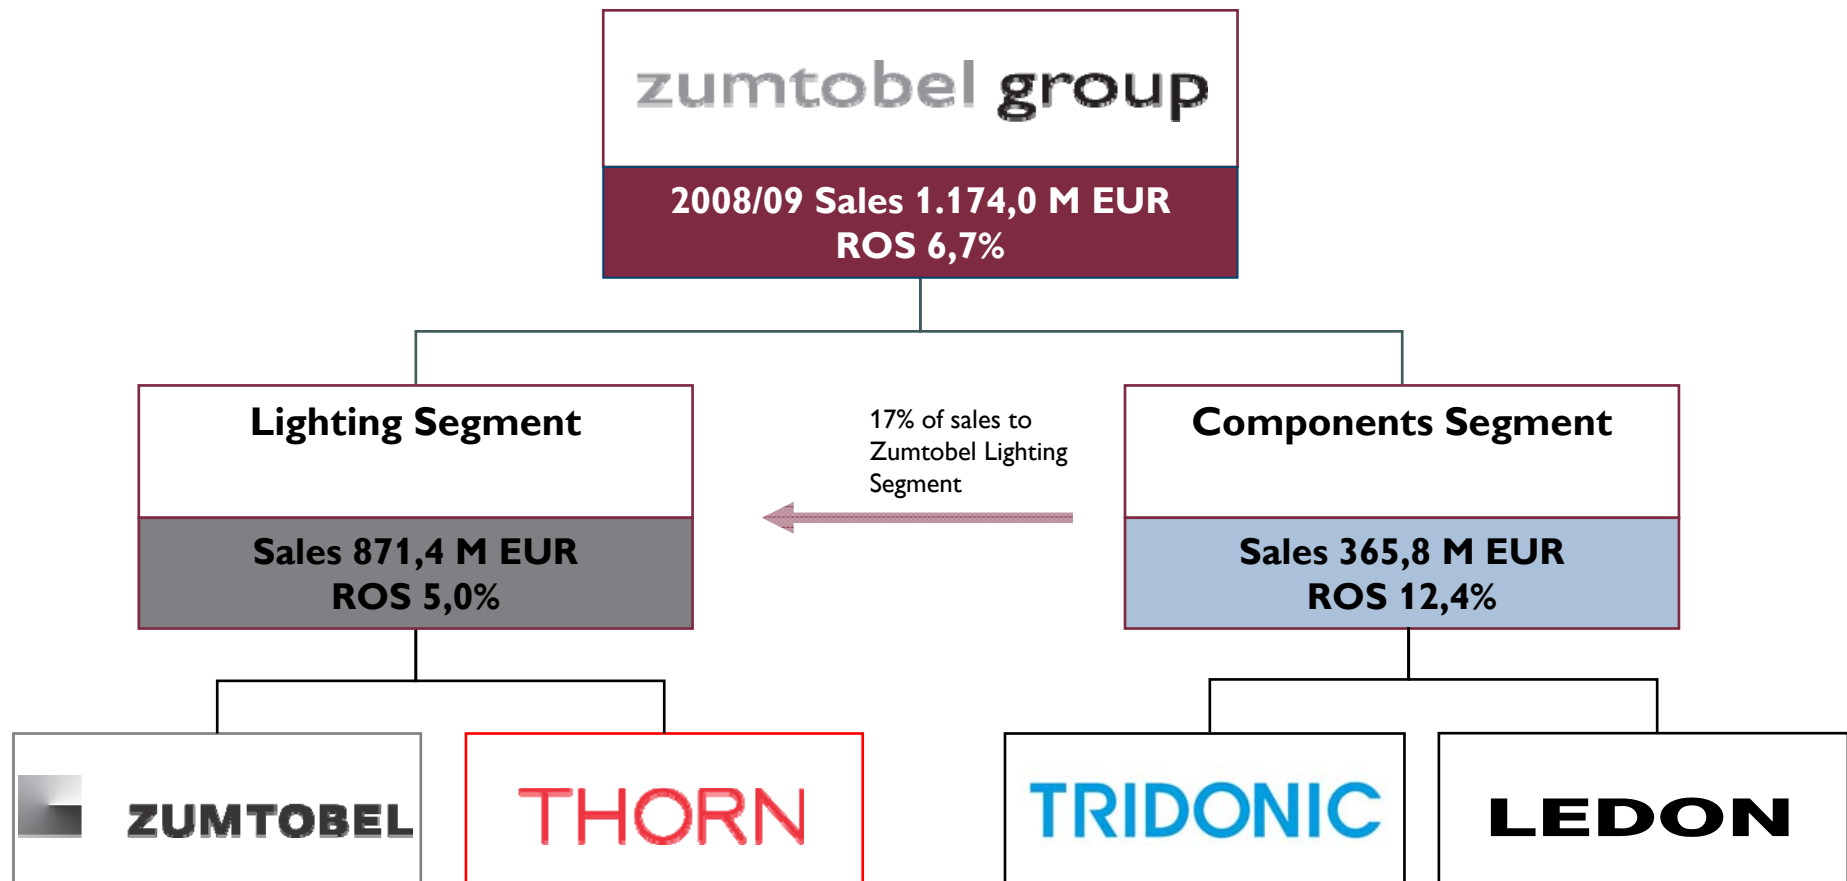 zumtobel group
2008/09 Sales 1.174,0 M EUR
ROS 6,7%
Lighting Segment
17% of sales to
Zumtobel Lighting
Segment
Components Segment
Sales 871,4 M EUR
ROS 5,0%
Sales 365,8 M EUR
ROS 12,4%
ZUMTOBEL
THORN
TRIDONIC
LEDON